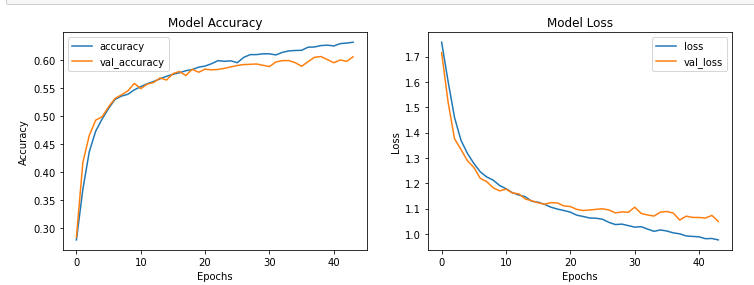 Model Accuracy
accuracy
val_accuracy
0.60
0.55
0.50
0.45
0.40
0.35
0.30
Accuracy
0
10
20
30
40
Epochs
Model Loss
loss
val_loss
1.7
1.6
1.5
1.4
1.3
1.2
1.1
1.0
Loss
0
10
20
30
40
Epochs